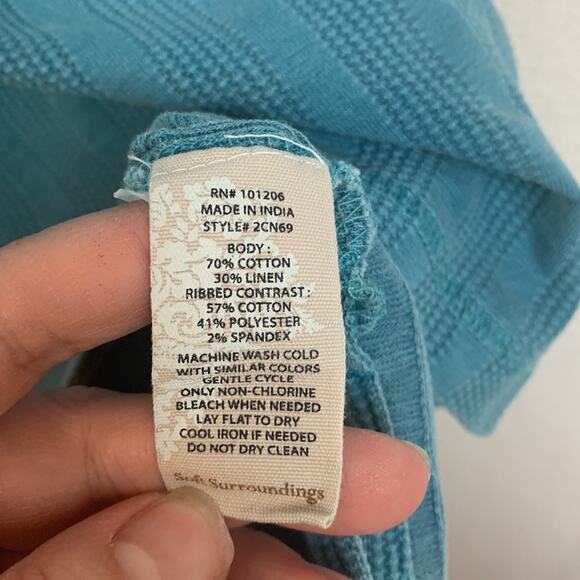 RN# 101206
MADE IN INDIA
STYLE# 2CN69
BODY :
70% COTTON
30% LINEN
RIBBED CONTRAST :
57% COTTON
41% POLYESTER
2% SPANDEX
MACHINE WASH COLD
WITH SIMILAR COLORS
GENTLE CYCLE
ONLY NON-CHLORINE
BLEACH WHEN NEEDED
LAY FLAT TO DRY
COOL IRON IF NEEDED
DO NOT DRY CLEAN
Soft Surroundings